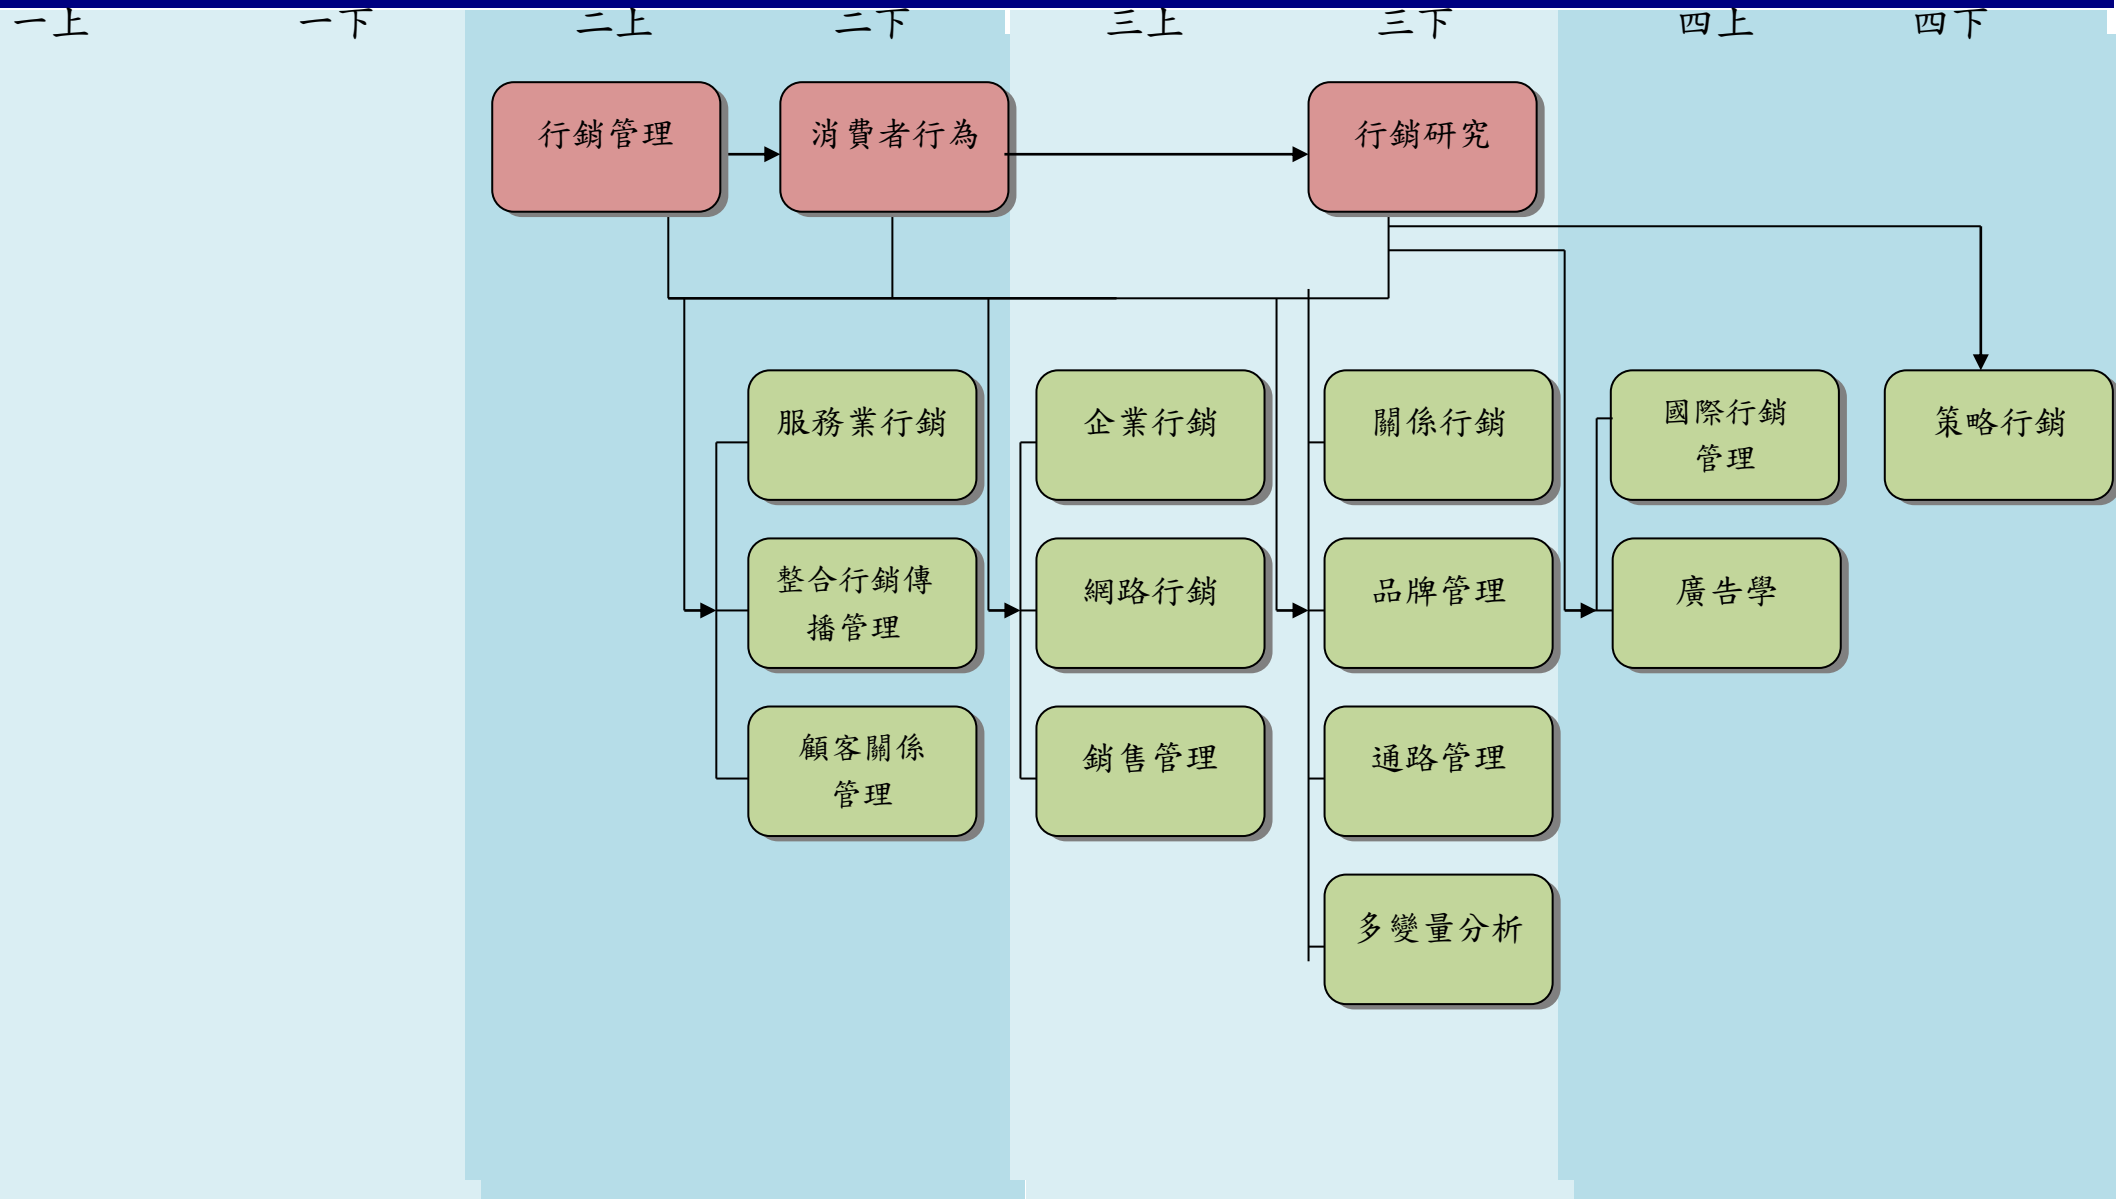 一上 一下 二上 二下 三上 三下 四上 四下
行銷管理 消費者行為 行銷研究
服務業行銷
企業行銷
關係行銷
國際行銷
管理
策略行銷
整合行銷傳
播管理
網路行銷
品牌管理
廣告學
顧客關係
管理
銷售管理
通路管理
多變量分析